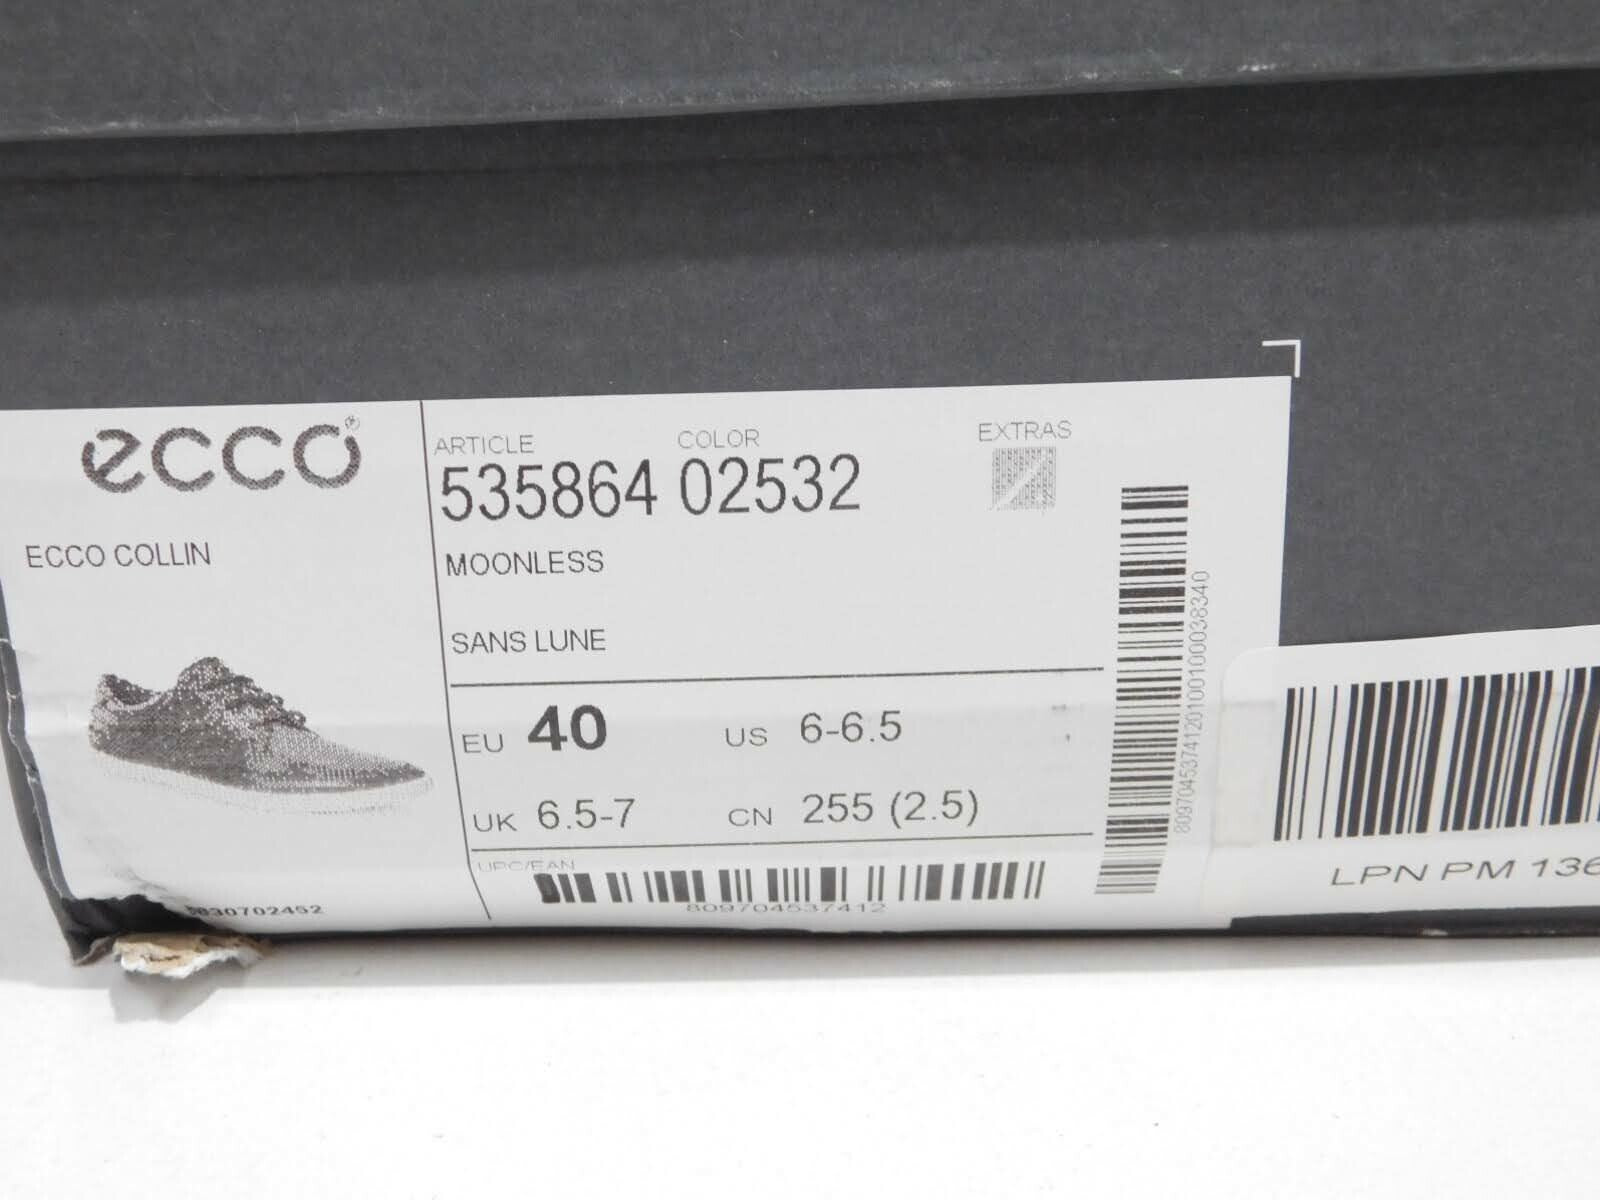 ecco®
ECCO COLLIN
ARTICLE COLOR EXTRAS
535864 02532
MOONLESS
SANS LUNE
EU 40 US 6-6.5
UK 6.5-7 CN 255 (2.5)
UPC/EAN
809704537412
8097045374120100100038340
LPN PM 136